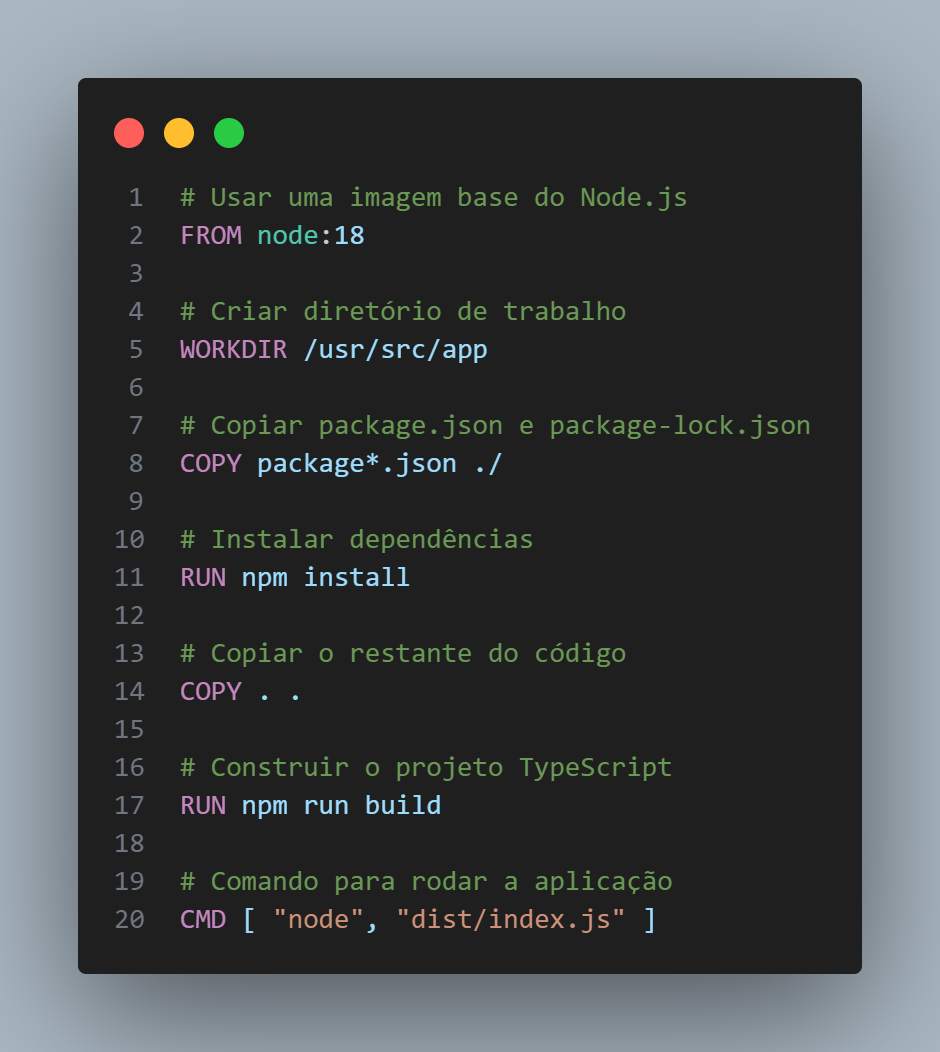 1 # Usar uma imagem base do Node.js
2 FROM node:18
3
4 # Criar diretório de trabalho
5 WORKDIR /usr/src/app
6
7 # Copiar package.json e package-lock.json
8 COPY package*.json ./
9
10 # Instalar dependências
11 RUN npm install
12
13 # Copiar o restante do código
14 COPY . .
15
16 # Construir o projeto TypeScript
17 RUN npm run build
18
19 # Comando para rodar a aplicação
20 CMD [ "node", "dist/index.js" ]